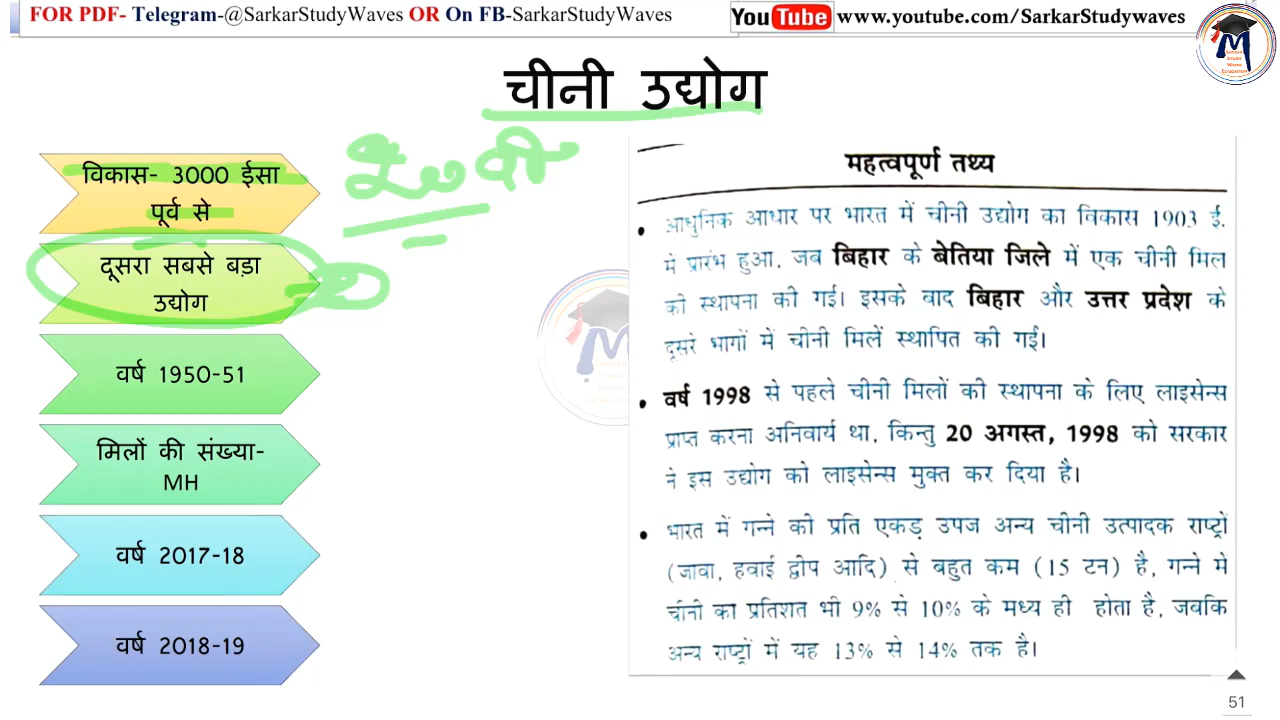 FOR PDF- Telegram-@SarkarStudyWaves OR On FB-SarkarStudyWaves
YouTube www.youtube.com/SarkarStudywaves
M
SARKAR
STUDY
WAVES
EDUCATION
चीनी उद्योग
विकास- 3000 ईसा
पूर्व से
दूसरा सबसे बड़ा
उद्योग
वर्ष 1950-51
मिलों की संख्या-
MH
वर्ष 2017-18
वर्ष 2018-19
महत्वपूर्ण तथ्य
• आधुनिक आधार पर भारत में चीनी उद्योग का विकास 1903 ई.
में प्रारंभ हुआ, जब बिहार के बेतिया जिले में एक चीनी मिल
की स्थापना की गई। इसके बाद बिहार और उत्तर प्रदेश के
दूसरे भागों में चीनी मिलें स्थापित की गई।
• वर्ष 1998 से पहले चीनी मिलों की स्थापना के लिए लाइसेन्स
प्राप्त करना अनिवार्य था, किन्तु 20 अगस्त, 1998 को सरकार
ने इस उद्योग को लाइसेन्स मुक्त कर दिया है।
• भारत में गन्ने की प्रति एकड़ उपज अन्य चीनी उत्पादक राष्ट्रों
(जावा, हवाई द्वीप आदि) से बहुत कम (15 टन) है, गन्ने में
चीनी का प्रतिशत भी 9% से 10% के मध्य ही होता है, जबकि
अन्य राष्ट्रों में यह 13% से 14% तक है।
51